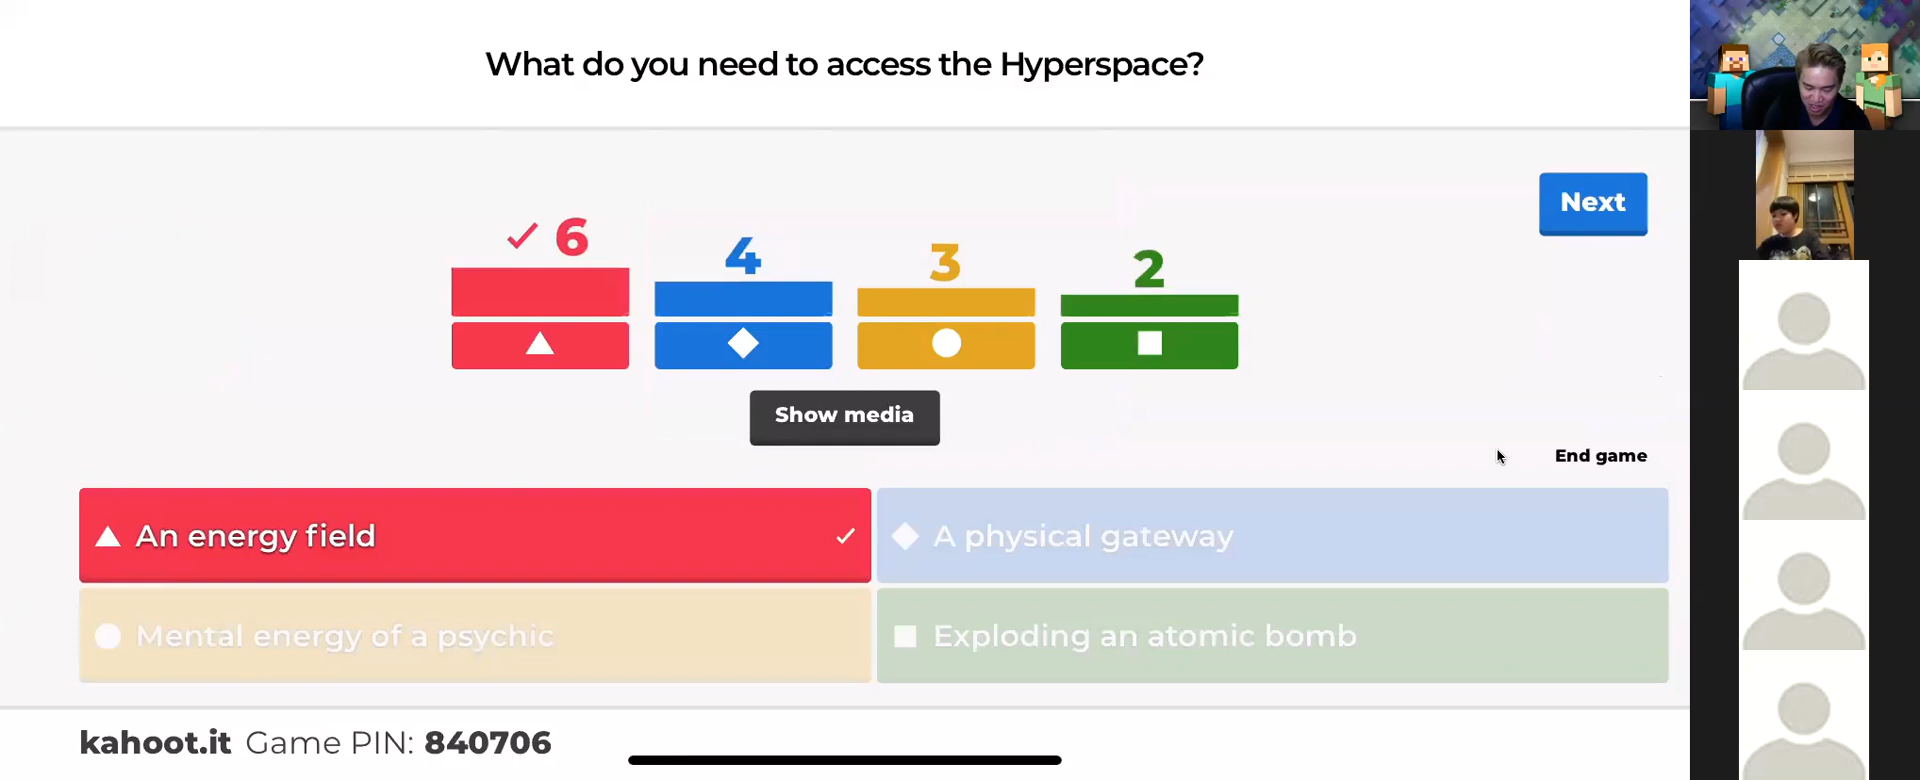 What do you need to access the Hyperspace?
Next
6
4
3
2
Show media
End game
An energy field
A physical gateway
Mental energy of a psychic
Exploding an atomic bomb
kahoot.it Game PIN: 840706